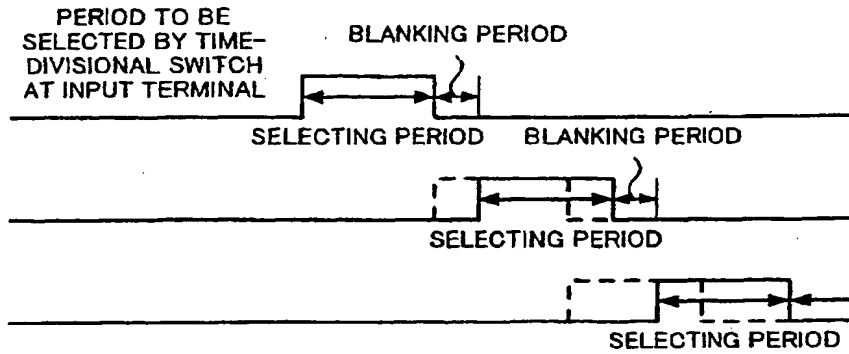 PERIOD TO BE
SELECTED BY TIME-
DIVISIONAL SWITCH
AT INPUT TERMINAL
BLANKING PERIOD
SELECTING PERIOD
BLANKING PERIOD
SELECTING PERIOD
SELECTING PERIOD